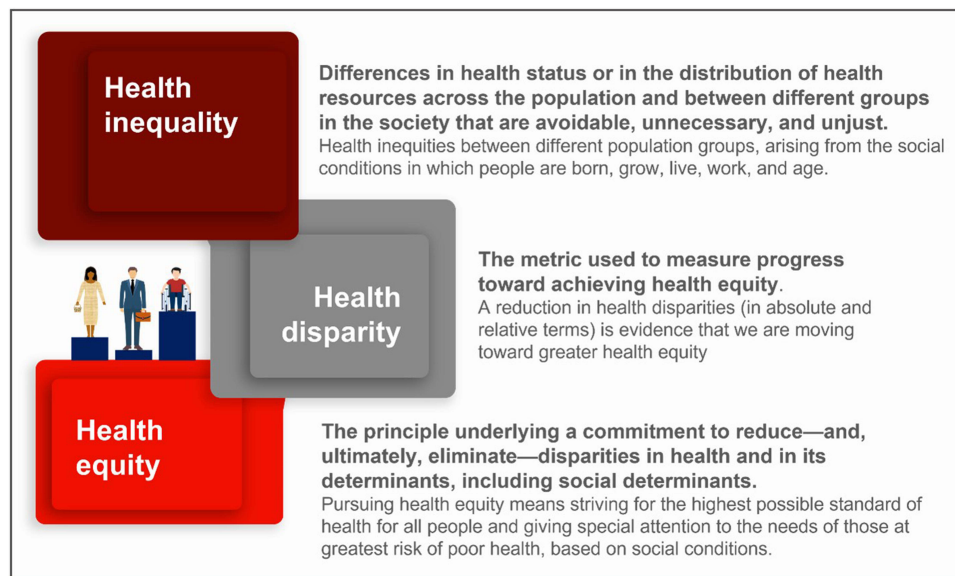 Health
inequality
Differences in health status or in the distribution of health
resources across the population and between different groups
in the society that are avoidable, unnecessary, and unjust.
Health inequities between different population groups, arising from the social
conditions in which people are born, grow, live, work, and age.
Health
disparity
The metric used to measure progress
toward achieving health equity.
A reduction in health disparities (in absolute and
relative terms) is evidence that we are moving
toward greater health equity
Health
equity
The principle underlying a commitment to reduce—and,
ultimately, eliminate—disparities in health and in its
determinants, including social determinants.
Pursuing health equity means striving for the highest possible standard of
health for all people and giving special attention to the needs of those at
greatest risk of poor health, based on social conditions.